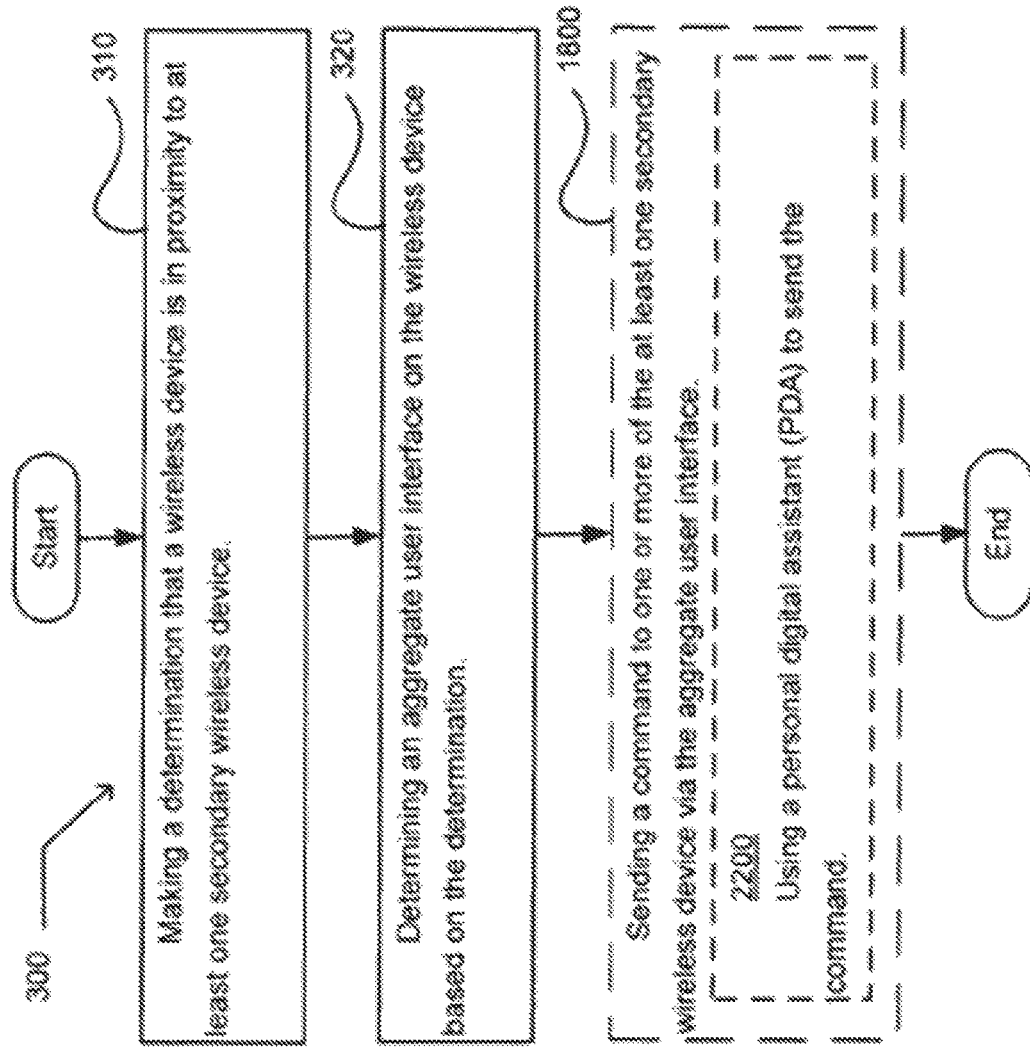 300
Start
310
Making a determination that a wireless device is in proximity to at
least one secondary wireless device.
320
Determining an aggregate user interface on the wireless device
based on the determination.
1800
Sending a command to one or more of the at least one secondary
wireless device via the aggregate user interface.
2200
Using a personal digital assistant (PDA) to send the
command.
End